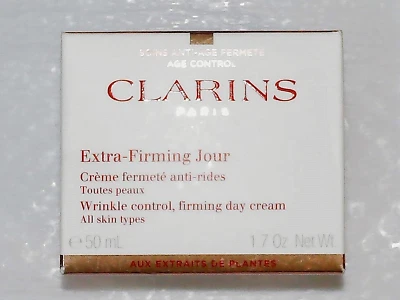 SOINS ANTI-AGE FERMETÉ
AGE CONTROL
CLARINS
PARIS
Extra-Firming Jour
Crème fermeté anti-rides
Toutes peaux
Wrinkle control, firming day cream
All skin types
℮ 50 mL 1.7 Oz Net Wt.
AUX EXTRAITS DE PLANTES